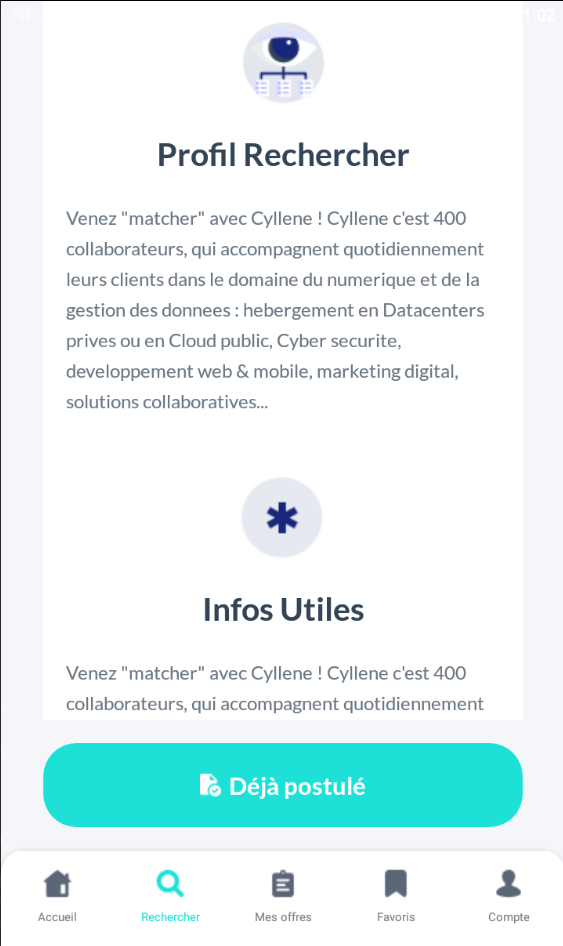 :02
Profil Rechercher
Venez "matcher" avec Cyllene ! Cyllene c'est 400
collaborateurs, qui accompagnent quotidiennement
leurs clients dans le domaine du numerique et de la
gestion des donnees : hebergement en Datacenters
prives ou en Cloud public, Cyber securite,
developpement web & mobile, marketing digital,
solutions collaboratives...
Infos Utiles
Venez "matcher" avec Cyllene ! Cyllene c'est 400
collaborateurs, qui accompagnent quotidiennement
Déjà postulé
Accueil
Rechercher
Mes offres
Favoris
Compte